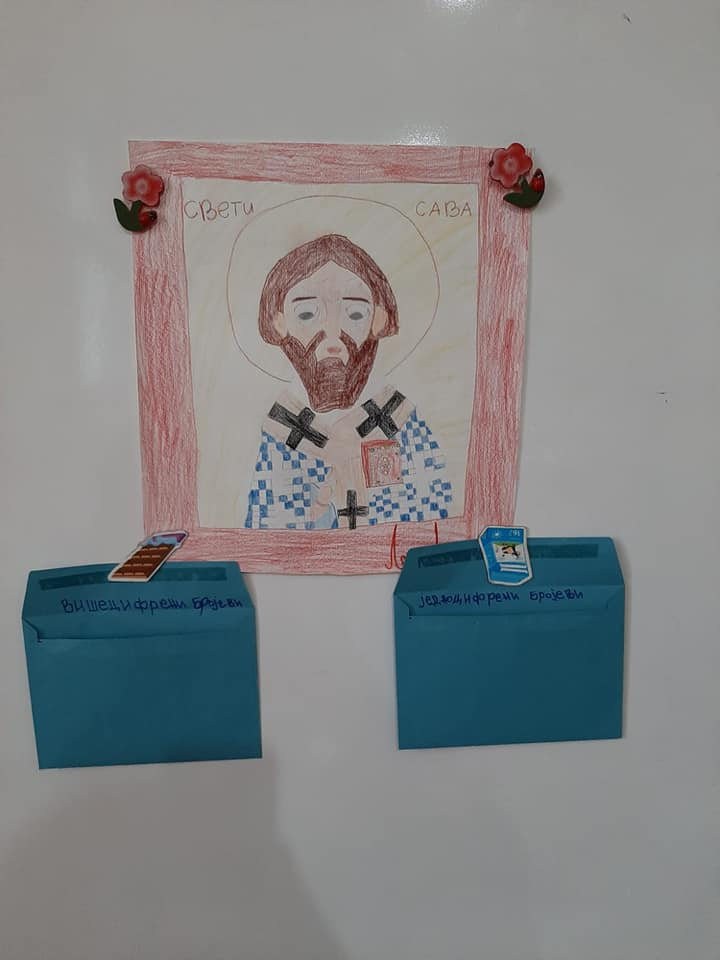 СВЕТИ САВА
вишецифрени бројеви
једноцифрени бројеви